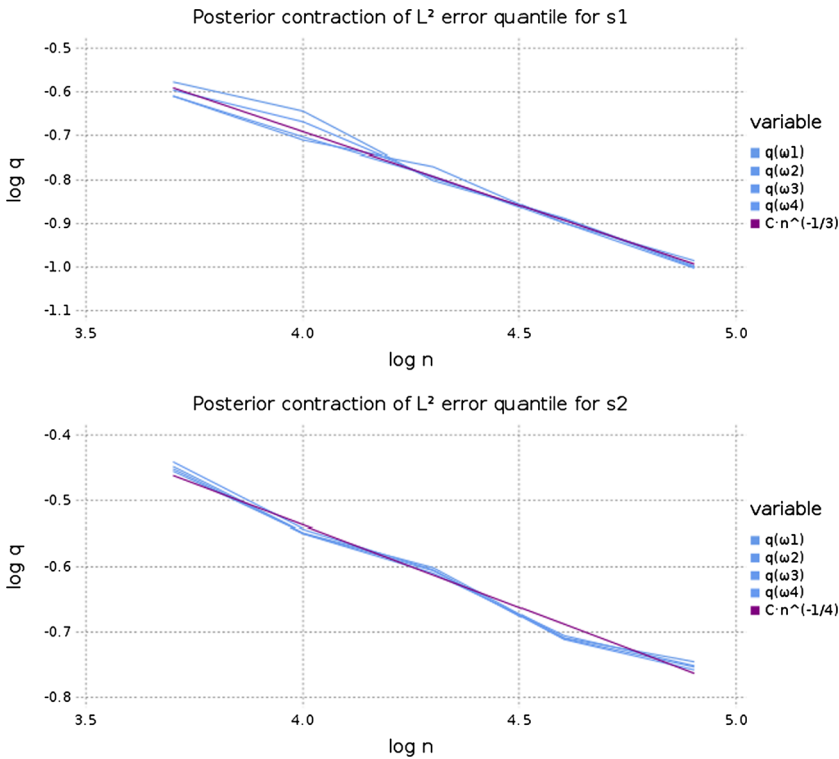 Posterior contraction of L² error quantile for s1
log q
-0.5
-0.6
-0.7
-0.8
-0.9
-1.0
-1.1
3.5 4.0 4.5 5.0
log n
variable
q(ω1)
q(ω2)
q(ω3)
q(ω4)
C·n^(-1/3)
Posterior contraction of L² error quantile for s2
log q
-0.4
-0.5
-0.6
-0.7
-0.8
3.5 4.0 4.5 5.0
log n
variable
q(ω1)
q(ω2)
q(ω3)
q(ω4)
C·n^(-1/4)